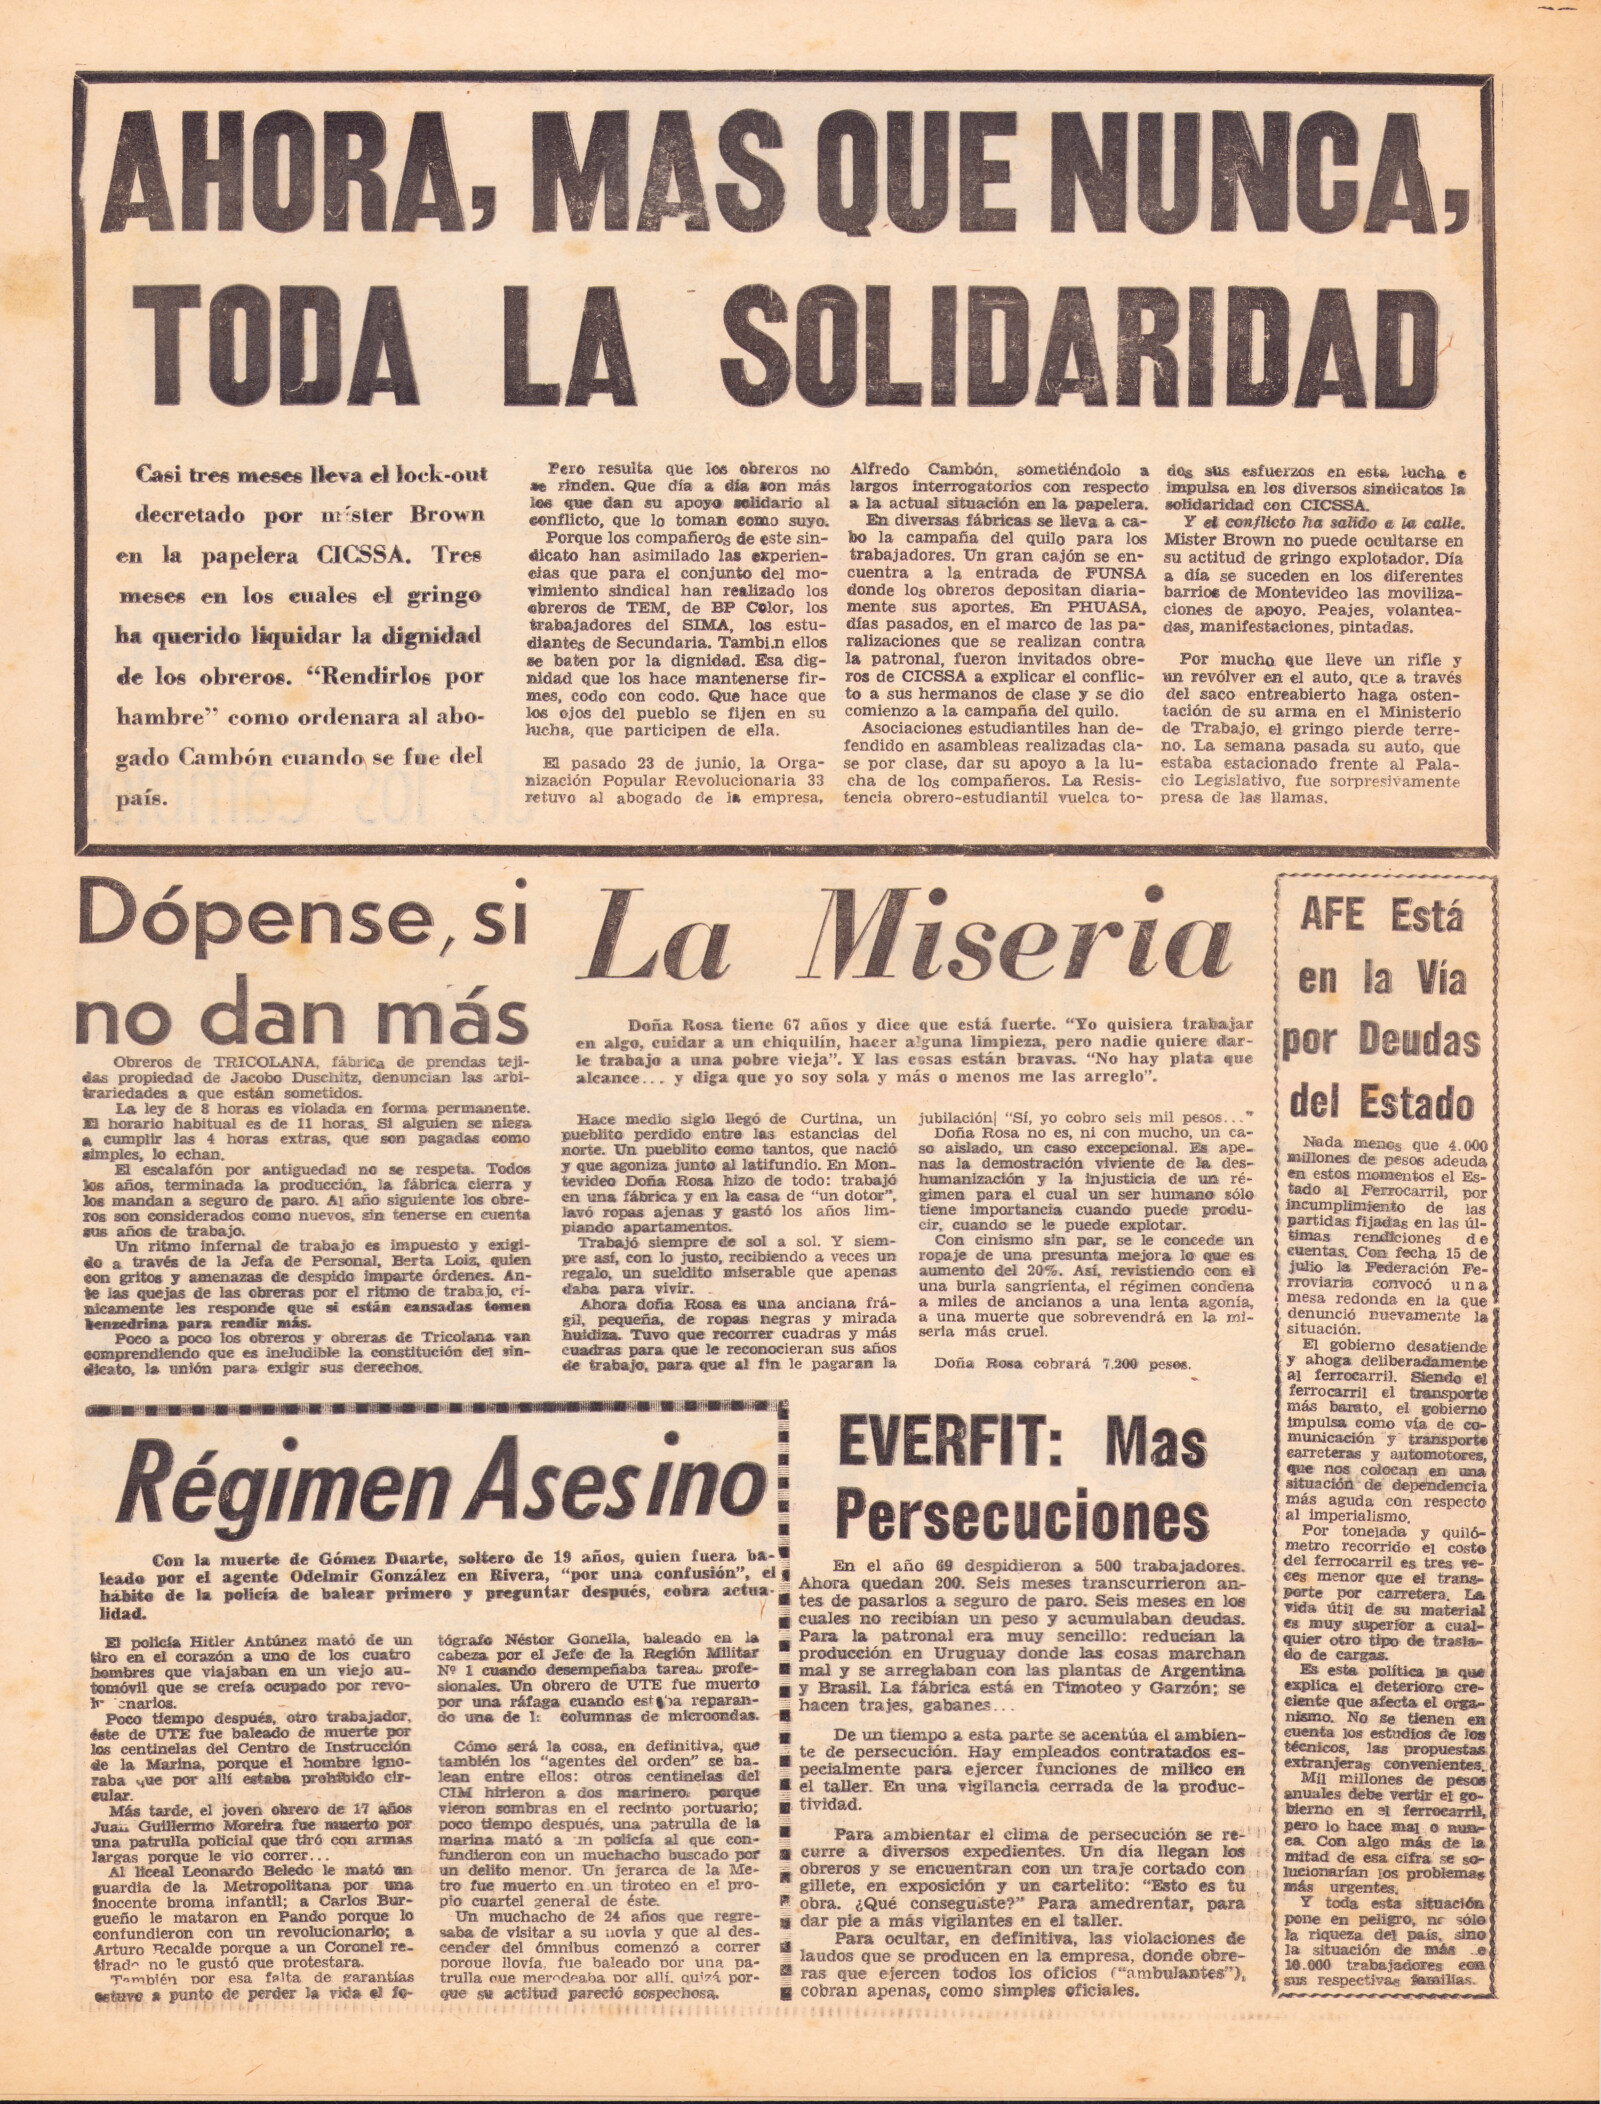 AHORA, MAS QUE NUNCA,
TODA LA SOLIDARIDAD
Casi tres meses lleva el lock-out
decretado por míster Brown
en la papelera CICSSA. Tres
meses en los cuales el gringo
ha querido liquidar la dignidad
de los obreros. “Rendirlos por
hambre” como ordenara al abo-
gado Cambón cuando se fue del
país.
Pero resulta que los obreros no
se rinden. Que día a día son más
los que dan su apoyo solidario al
conflicto, que lo toman como suyo.
Porque los compañeros de este sin-
dicato han asimilado las experien-
cias que para el conjunto del mo-
vimiento sindical han realizado los
obreros de TEM, de BP Color, los
trabajadores del SIMA, los estu-
diantes de Secundaria. Tambi.n ellos
se baten por la dignidad. Esa dig-
nidad que los hace mantenerse fir-
mes, codo con codo. Que hace que
los ojos del pueblo se fijen en su
lucha, que participen de ella.
El pasado 23 de junio, la Orga-
nización Popular Revolucionaria 33
retuvo al abogado de la empresa,
Alfredo Cambón, sometiéndolo a
largos interrogatorios con respecto
a la actual situación en la papelera.
En diversas fábricas se lleva a ca-
bo la campaña del quilo para los
trabajadores. Un gran cajón se en-
cuentra a la entrada de FUNSA
donde los obreros depositan diaria-
mente sus aportes. En PHUASA,
días pasados, en el marco de las pa-
ralizaciones que se realizan contra
la patronal, fueron invitados obre-
ros de CICSSA a explicar el conflic-
to a sus hermanos de clase y se dio
comienzo a la campaña del quilo.
Asociaciones estudiantiles han de-
fendido en asambleas realizadas cla-
se por clase, dar su apoyo a la lu-
cha de los compañeros. La Resis-
tencia obrero-estudiantil vuelca to-
dos sus esfuerzos en esta lucha e
impulsa en los diversos sindicatos la
solidaridad con CICSSA.
Y el conflicto ha salido a la calle.
Mister Brown no puede ocultarse en
su actitud de gringo explotador. Día
a día se suceden en los diferentes
barrios de Montevideo las moviliza-
ciones de apoyo. Peajes, volantea-
das, manifestaciones, pintadas.
Por mucho que lleve un rifle y
un revólver en el auto, que a través
del saco entreabierto haga osten-
tación de su arma en el Ministerio
de Trabajo, el gringo pierde terre-
no. La semana pasada su auto, que
estaba estacionado frente al Pala-
cio Legislativo, fue sorpresivamente
presa de las llamas.
Dópense, si
no dan más
Obreros de TRICOLANA, fábrica de prendas teji-
das propiedad de Jacobo Duschitz, denuncian las arbi-
trariedades a que están sometidos.
La ley de 8 horas es violada en forma permanente.
El horario habitual es de 11 horas. Si alguien se niega
a cumplir las 4 horas extras, que son pagadas como
simples, lo echan.
El escalafón por antiguedad no se respeta. Todos
los años, terminada la producción, la fábrica cierra y
los mandan a seguro de paro. Al año siguiente los obre-
ros son considerados como nuevos, sin tenerse en cuenta
sus años de trabajo.
Un ritmo infernal de trabajo es impuesto y exigi-
do a través de la Jefa de Personal, Berta Loiz, quien
con gritos y amenazas de despido imparte órdenes. An-
te las quejas de las obreras por el ritmo de trabajo, cí-
nicamente les responde que si están cansadas tomen
benzedrina para rendir más.
Poco a poco los obreros y obreras de Tricolana van
comprendiendo que es ineludible la constitución del sin-
dicato, la unión para exigir sus derechos.
La Miseria
Doña Rosa tiene 67 años y dice que está fuerte. “Yo quisiera trabajar
en algo, cuidar a un chiquilín, hacer alguna limpieza, pero nadie quiere dar-
le trabajo a una pobre vieja”. Y las cosas están bravas. “No hay plata que
alcance... y diga que yo soy sola y más o menos me las arreglo”.
Hace medio siglo llegó de Curtina, un
pueblito perdido entre las estancias del
norte. Un pueblito como tantos, que nació
y que agoniza junto al latifundio. En Mon-
tevideo Doña Rosa hizo de todo: trabajó
en una fábrica y en la casa de “un dotor”,
lavó ropas ajenas y gastó los años lim-
piando apartamentos.
Trabajó siempre de sol a sol. Y siem-
pre así, con lo justo, recibiendo a veces un
regalo, un sueldito miserable que apenas
daba para vivir.
Ahora doña Rosa es una anciana frá-
gil, pequeña, de ropas negras y mirada
huidiza. Tuvo que recorrer cuadras y más
cuadras para que le reconocieran sus años
de trabajo, para que al fin le pagaran la
jubilación| “Sí, yo cobro seis mil pesos...”
Doña Rosa no es, ni con mucho, un ca-
so aislado, un caso excepcional. Es ape-
nas la demostración viviente de la des-
humanización y la injusticia de un ré-
gimen para el cual un ser humano sólo
tiene importancia cuando puede produ-
cir, cuando se le puede explotar.
Con cinismo sin par, se le concede un
ropaje de una presunta mejora lo que es
aumento del 20%. Así, revistiendo con el
una burla sangrienta, el régimen condena
a miles de ancianos a una lenta agonía,
a una muerte que sobrevendrá en la mi-
seria más cruel.
Doña Rosa cobrará 7.200 pesos.
AFE Está
en la Vía
por Deudas
del Estado
Nada menos que 4.000
millones de pesos adeuda
en estos momentos el Es-
tado al Ferrocarril, por
incumplimiento de las
partidas fijadas en las úl-
timas rendiciones de
cuentas. Con fecha 15 de
julio la Federación Fe-
rroviaria convocó una
mesa redonda en la que
denunció nuevamente la
situación.
El gobierno desatiende
y ahoga deliberadamente
al ferrocarril. Siendo el
ferrocarril el transporte
más barato, el gobierno
impulsa como vía de co-
municación y transporte
carreteras y automotores,
que nos colocan en una
situación de dependencia
más aguda con respecto
al imperialismo.
Por tonelada y quiló-
metro recorrido el costo
del ferrocarril es tres ve-
ces menor que el trans-
porte por carretera. La
vida útil de su material
es muy superior a cual-
quier otro tipo de trasla-
do de cargas.
Es esta política la que
explica el deterioro cre-
ciente que afecta el orga-
nismo. No se tienen en
cuenta los estudios de los
técnicos, las propuestas
extranjeras convenientes.
Mil millones de pesos
anuales debe vertir el go-
bierno en el ferrocarril,
pero lo hace mal o nun-
ca. Con algo más de la
mitad de esa cifra se so-
lucionarían los problemas
más urgentes.
Y toda esta situación
pone en peligro, no sólo
la riqueza del país, sino
la situación de más
10.000 trabajadores con
sus respectivas familias.
Régimen Asesino
Con la muerte de Gómez Duarte, soltero de 19 años, quien fuera ba-
leado por el agente Odelmir González en Rivera, “por una confusión”, el
hábito de la policía de balear primero y preguntar después, cobra actua-
lidad.
El policía Hitler Antúnez mató de un
tiro en el corazón a uno de los cuatro
hombres que viajaban en un viejo au-
tomóvil que se creía ocupado por revo-
Poco tiempo después, otro trabajador,
éste de UTE fue baleado de muerte por
los centinelas del Centro de Instrucción
de la Marina, porque el hombre igno-
raba que por allí estaba prohibido cir-
cular.
Más tarde, el joven obrero de 17 años
Juan Guillermo Moreira fue muerto por
una patrulla policial que tiró con armas
largas porque le vio correr...
Al liceal Leonardo Beledo le mató un
guardia de la Metropolitana por una
inocente broma infantil; a Carlos Bur-
gueño le mataron en Pando porque lo
confundieron con un revolucionario; a
Arturo Recalde porque a un Coronel re-
tirado no le gustó que protestara.
También por esa falta de garantías
estuvo a punto de perder la vida el fo-
tógrafo Néstor Gonella, baleado en la
cabeza por el Jefe de la Región Militar
Nº 1 cuando desempeñaba tareas profe-
sionales. Un obrero de UTE fue muerto
por una ráfaga cuando estaba reparan-
do una de columnas de microondas.
Cómo será la cosa, en definitiva, que
también los “agentes del orden” se ba-
lean entre ellos: otros centinelas del
CIM hirieron a dos marineros porque
vieron sombras en el recinto portuario;
poco tiempo después, una patrulla de la
marina mató a un policía al que con-
fundieron con un muchacho buscado por
un delito menor. Un jerarca de la Me-
tro fue muerto en un tiroteo en el pro-
pio cuartel general de éste.
Un muchacho de 24 años que regre-
saba de visitar a su novia y que al des-
cender del ómnibus comenzó a correr
porque llovía, fue baleado por una pa-
trulla que merodeaba por allí, quizá por-
que su actitud pareció sospechosa.
EVERFIT: Mas
Persecuciones
En el año 69 despidieron a 500 trabajadores.
Ahora quedan 200. Seis meses transcurrieron an-
tes de pasarlos a seguro de paro. Seis meses en los
cuales no recibían un peso y acumulaban deudas.
Para la patronal era muy sencillo: reducían la
producción en Uruguay donde las cosas marchan
mal y se arreglaban con las plantas de Argentina
y Brasil. La fábrica está en Timoteo y Garzón; se
hacen trajes, gabanes...
De un tiempo a esta parte se acentúa el ambien-
te de persecución. Hay empleados contratados es-
pecialmente para ejercer funciones de milico en
el taller. En una vigilancia cerrada de la produc-
tividad.
Para ambientar el clima de persecución se re-
curre a diversos expedientes. Un día llegan los
obreros y se encuentran con un traje cortado con
gillete, en exposición y un cartelito: “Esto es tu
obra. ¿Qué conseguiste?” Para amedrentar, para
dar pie a más vigilantes en el taller.
Para ocultar, en definitiva, las violaciones de
laudos que se producen en la empresa, donde obre-
ras que ejercen todos los oficios (“ambulantes”),
cobran apenas, como simples oficiales.